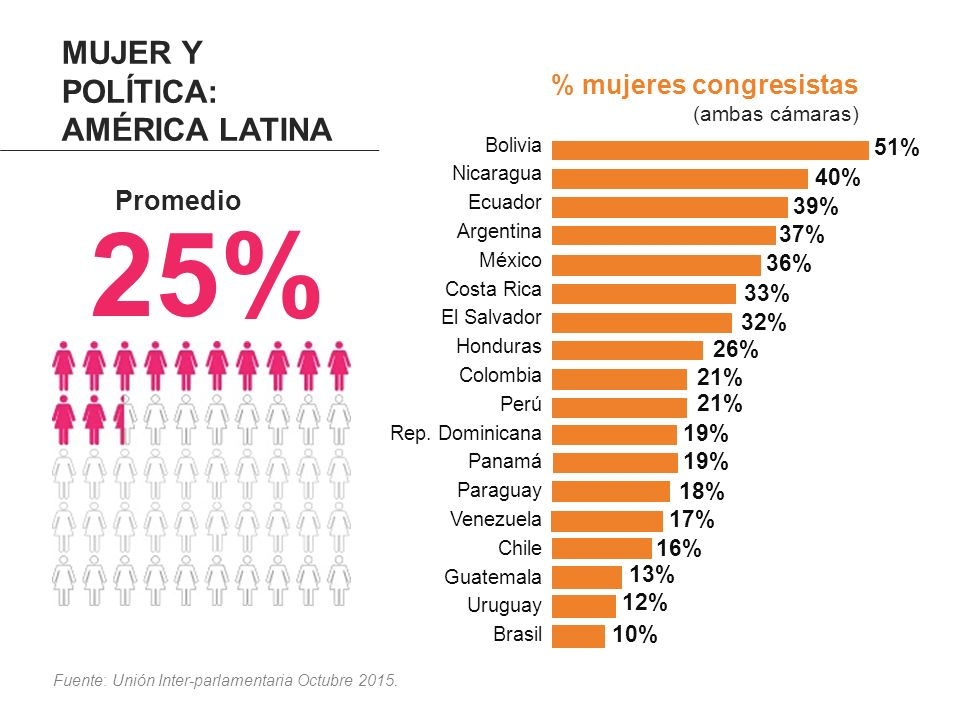 MUJER Y
POLÍTICA:
AMÉRICA LATINA
Promedio
25%
% mujeres congresistas
(ambas cámaras)
Bolivia 51%
Nicaragua 40%
Ecuador 39%
Argentina 37%
México 36%
Costa Rica 33%
El Salvador 32%
Honduras 26%
Colombia 21%
Perú 21%
Rep. Dominicana 19%
Panamá 19%
Paraguay 18%
Venezuela 17%
Chile 16%
Guatemala 13%
Uruguay 12%
Brasil 10%
Fuente: Unión Inter-parlamentaria Octubre 2015.